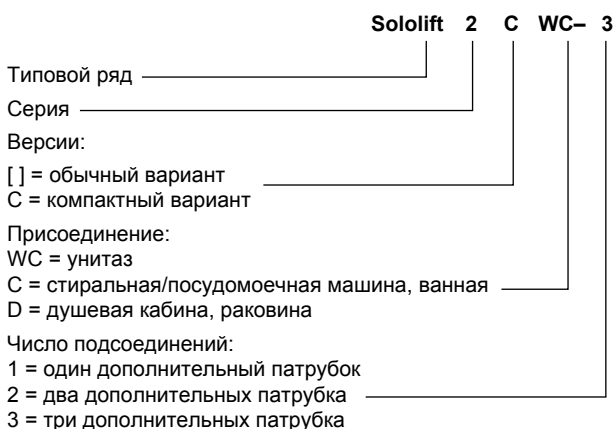 Sololift 2 C WC– 3
Типовой ряд
Серия
Версии:
[ ] = обычный вариант
С = компактный вариант
Присоединение:
WC = унитаз
C = стиральная/посудомоечная машина, ванная
D = душевая кабина, раковина
Число подсоединений:
1 = один дополнительный патрубок
2 = два дополнительных патрубка
3 = три дополнительных патрубка